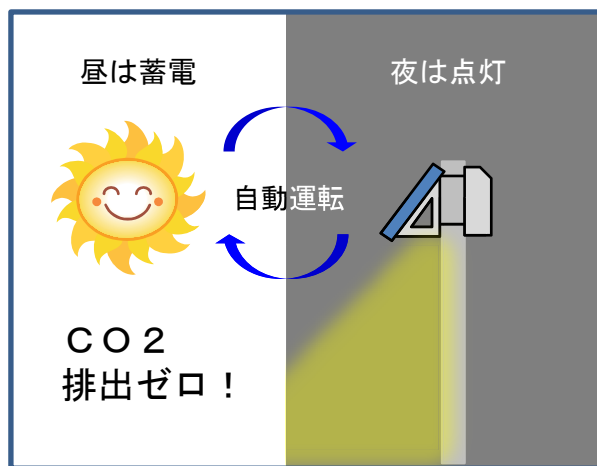 昼は蓄電
夜は点灯
自動運転
ＣＯ２
排出ゼロ！